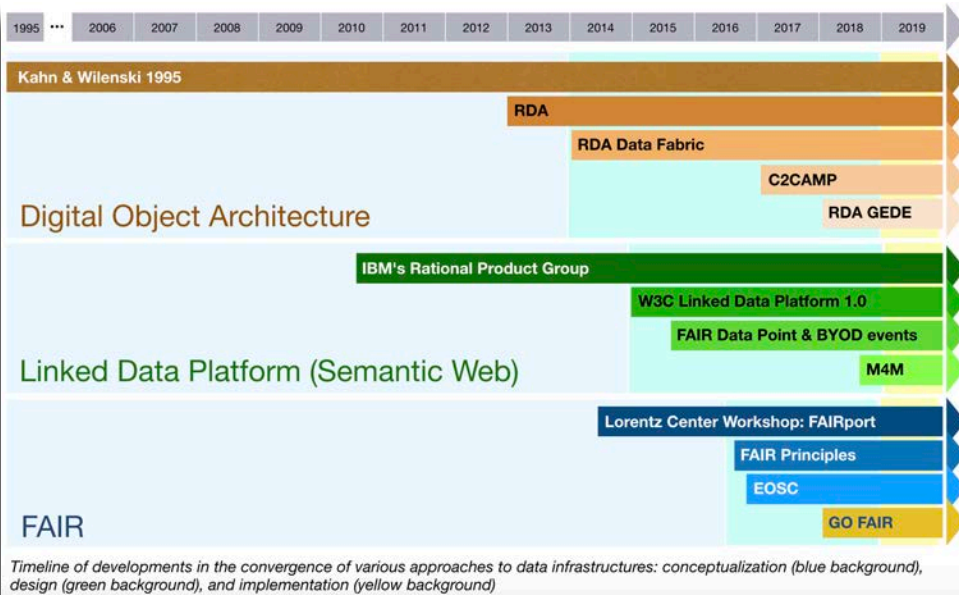 1995 ... 2006 2007 2008 2009 2010 2011 2012 2013 2014 2015 2016 2017 2018 2019
Kahn & Wilenski 1995
RDA
RDA Data Fabric
C2CAMP
RDA GEDE
Digital Object Architecture
IBM's Rational Product Group
W3C Linked Data Platform 1.0
FAIR Data Point & BYOD events
M4M
Linked Data Platform (Semantic Web)
Lorentz Center Workshop: FAIRport
FAIR Principles
EOSC
GO FAIR
FAIR
Timeline of developments in the convergence of various approaches to data infrastructures: conceptualization (blue background),
design (green background), and implementation (yellow background)